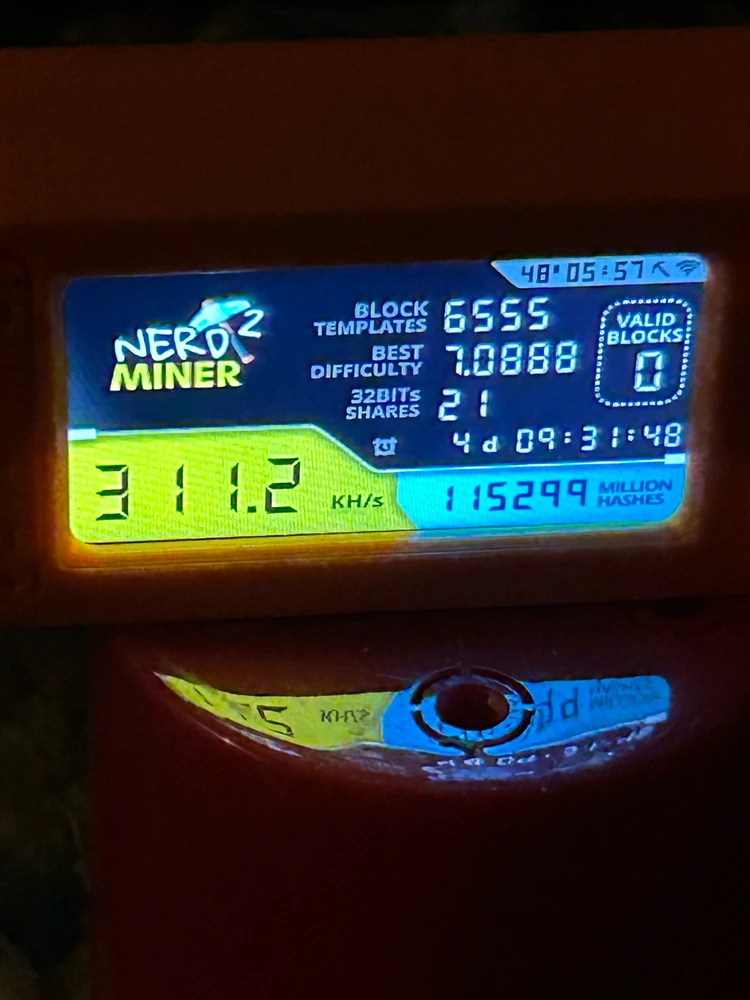 48° 05:57
NERD 2
MINER
BLOCK TEMPLATES 6555
BEST DIFFICULTY 7.0888
32BITs SHARES 21
4d 09:31:48
VALID BLOCKS
0
311.2 KH/s
115299 MILLION HASHES